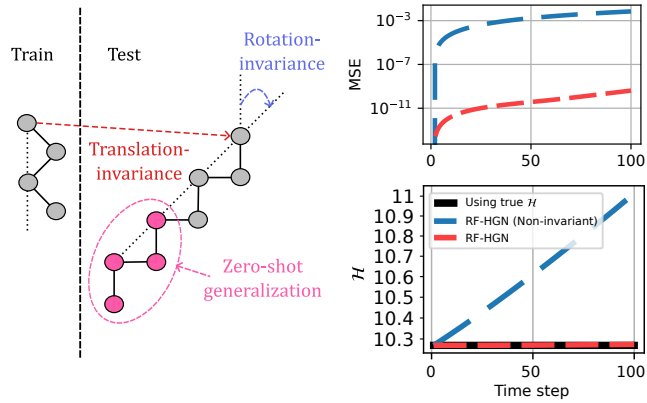 Train
Test
Rotation-
invariance
Translation-
invariance
Zero-shot
generalization
MSE
10⁻³
10⁻⁷
10⁻¹¹
0
50
100
ℋ
11
10.9
10.8
10.7
10.6
10.5
10.4
10.3
Using true ℋ
RF-HGN (Non-invariant)
RF-HGN
0
50
100
Time step